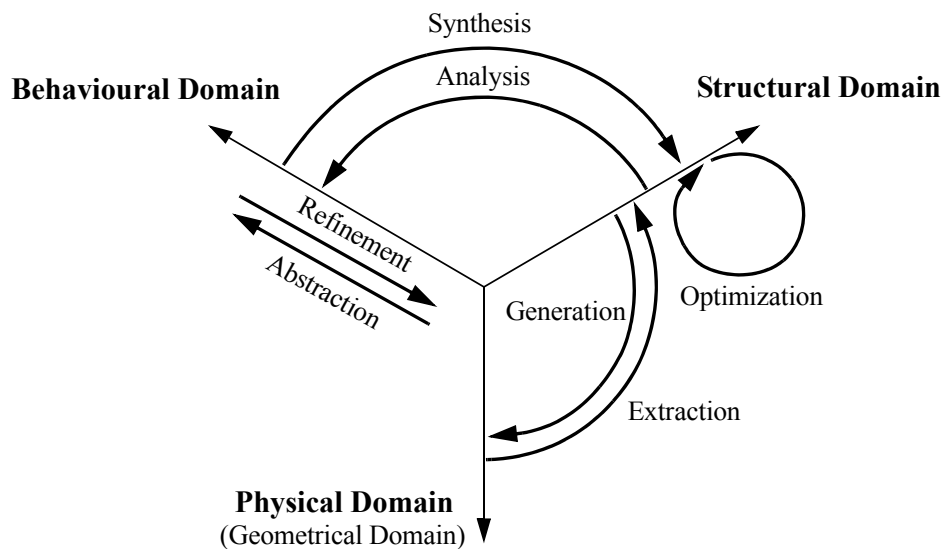 Synthesis
Analysis
Behavioural Domain
Structural Domain
Refinement
Abstraction
Generation
Optimization
Extraction
Physical Domain
(Geometrical Domain)